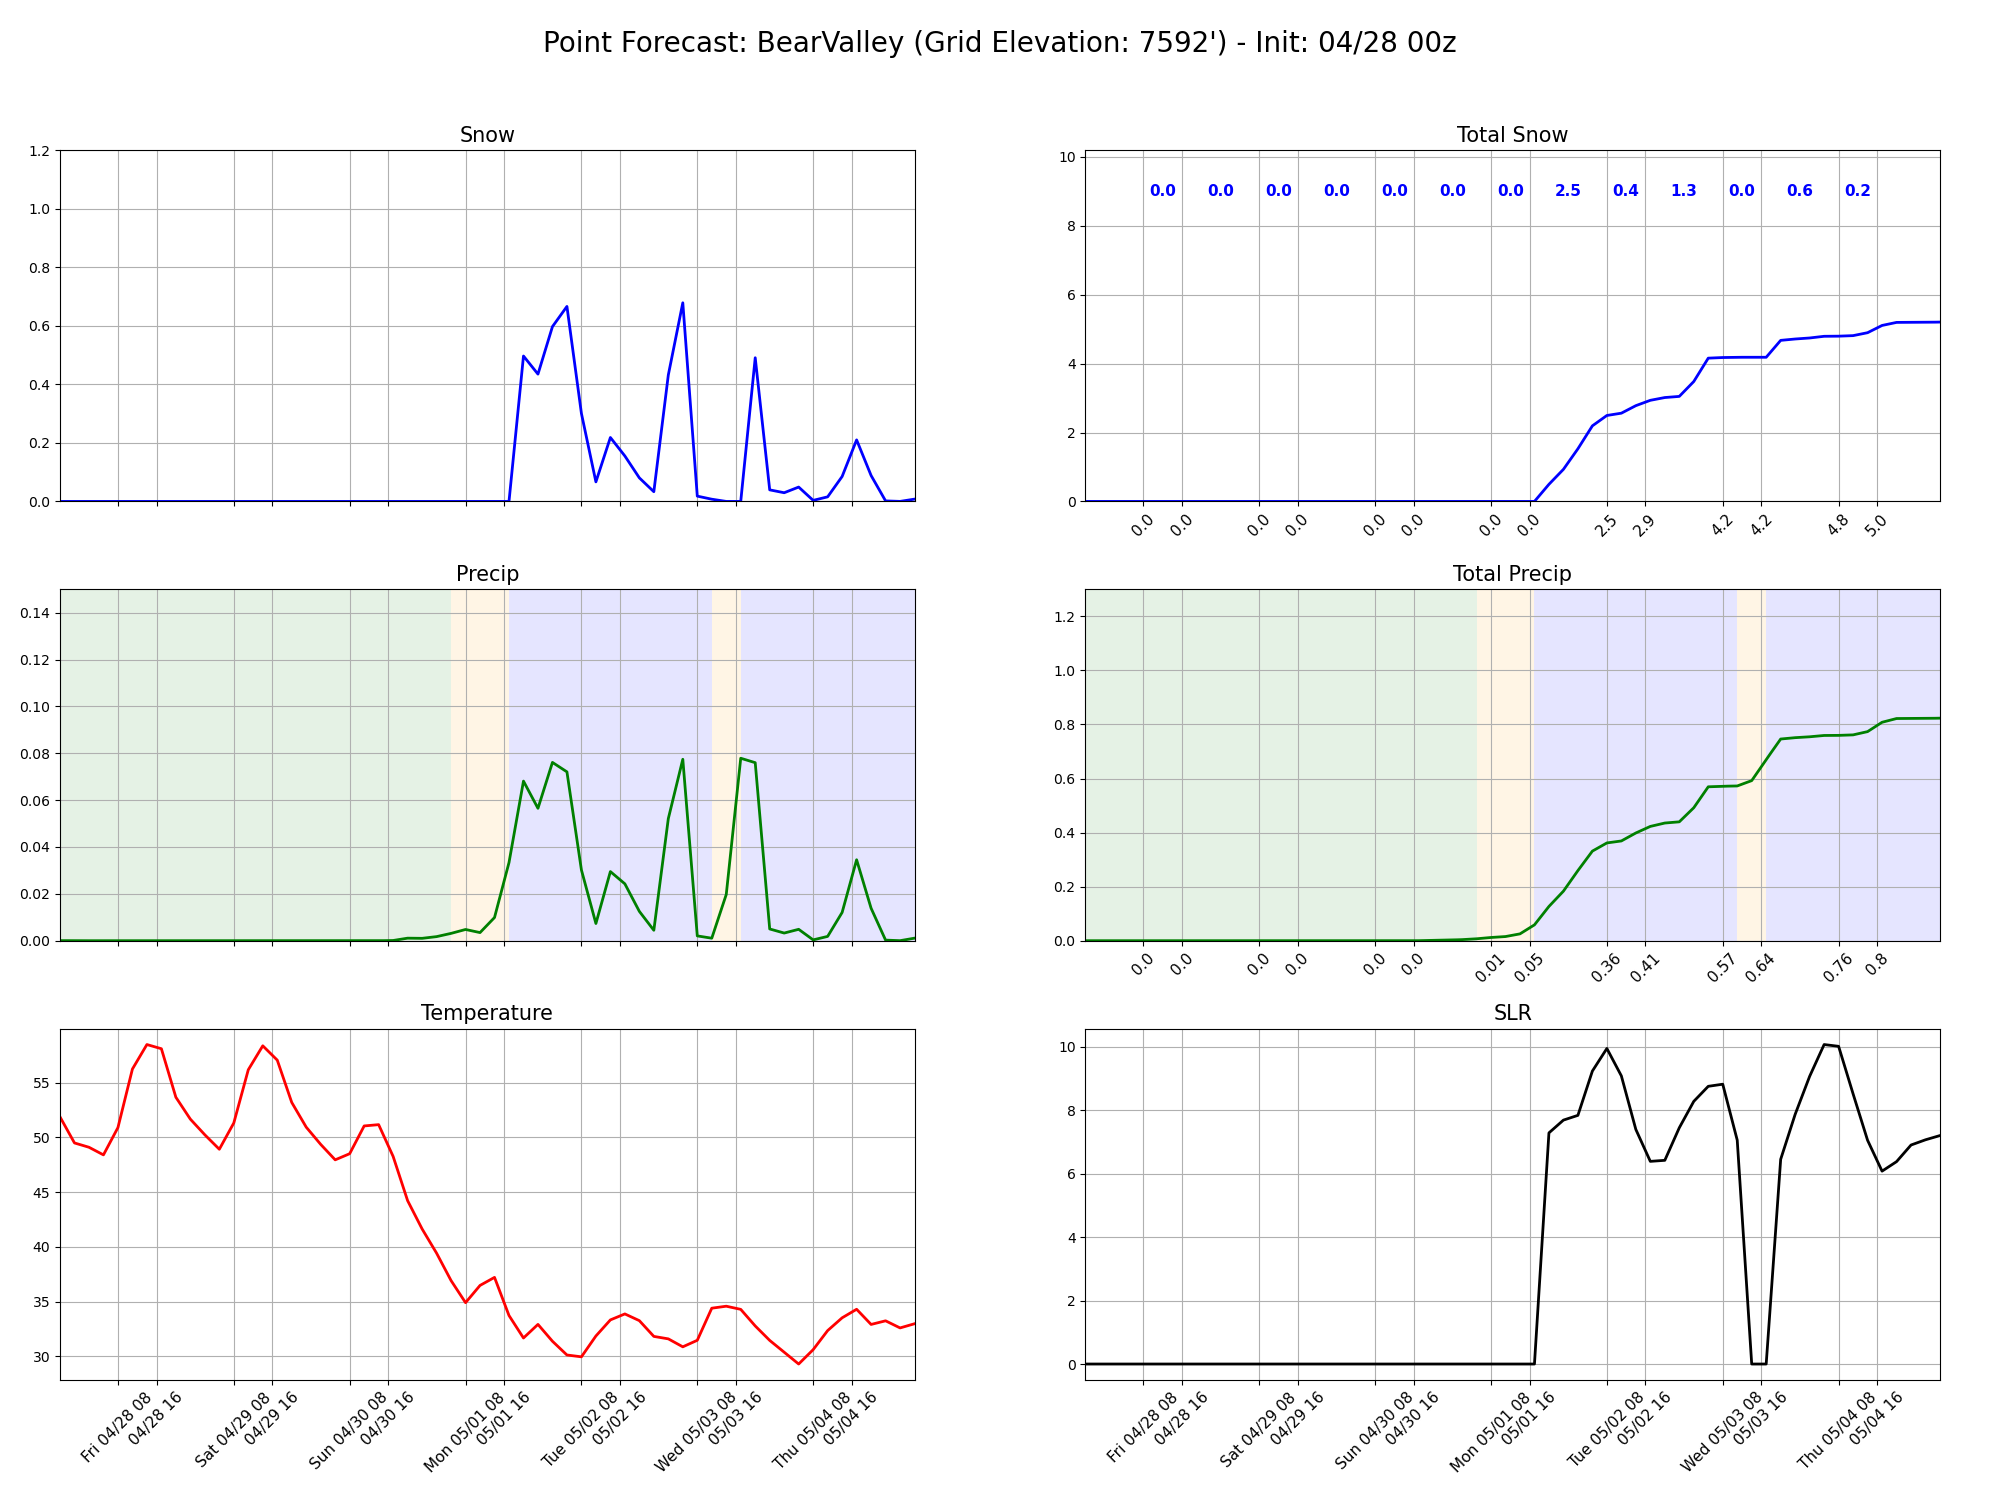 Point Forecast: BearValley (Grid Elevation: 7592') - Init: 04/28 00z
Snow
1.2
1.0
0.8
0.6
0.4
0.2
0.0
Total Snow
10
8
6
4
2
0
0.0 0.0 0.0 0.0 0.0 0.0 0.0 2.5 0.4 1.3 0.0 0.6 0.2
0.0 0.0 0.0 0.0 0.0 0.0 0.0 0.0 2.5 2.9 4.2 4.2 4.8 5.0
Precip
0.14
0.12
0.10
0.08
0.06
0.04
0.02
0.00
Total Precip
1.2
1.0
0.8
0.6
0.4
0.2
0.0
0.0 0.0 0.0 0.0 0.0 0.0 0.01 0.05 0.36 0.41 0.57 0.64 0.76 0.8
Temperature
55
50
45
40
35
30
Fri 04/28 08
04/28 16
Sat 04/29 08
04/29 16
Sun 04/30 08
04/30 16
Mon 05/01 08
05/01 16
Tue 05/02 08
05/02 16
Wed 05/03 08
05/03 16
Thu 05/04 08
05/04 16
SLR
10
8
6
4
2
0
Fri 04/28 08
04/28 16
Sat 04/29 08
04/29 16
Sun 04/30 08
04/30 16
Mon 05/01 08
05/01 16
Tue 05/02 08
05/02 16
Wed 05/03 08
05/03 16
Thu 05/04 08
05/04 16